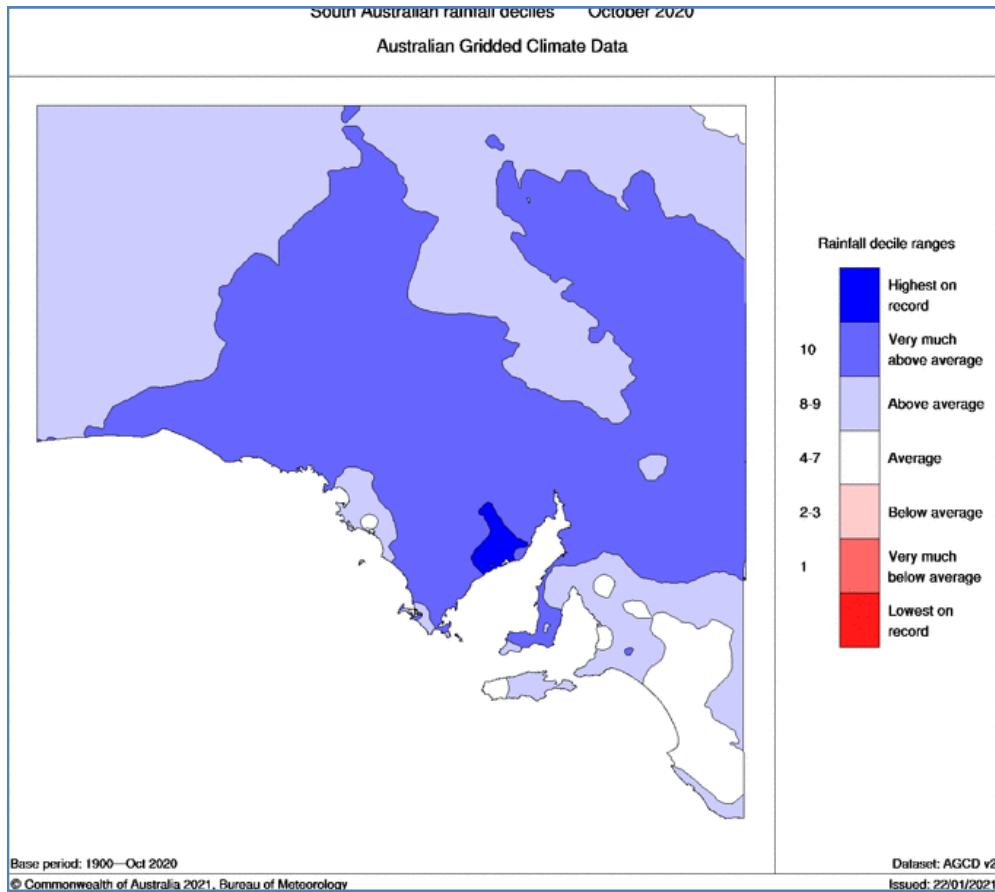 South Australian rainfall deciles October 2020
Australian Gridded Climate Data
Rainfall decile ranges
Highest on
record
10
Very much
above average
8-9
Above average
4-7
Average
2-3
Below average
1
Very much
below average
Lowest on
record
Base period: 1900—Oct 2020
Dataset: AGCD v2
© Commonwealth of Australia 2021, Bureau of Meteorology
Issued: 22/01/2021